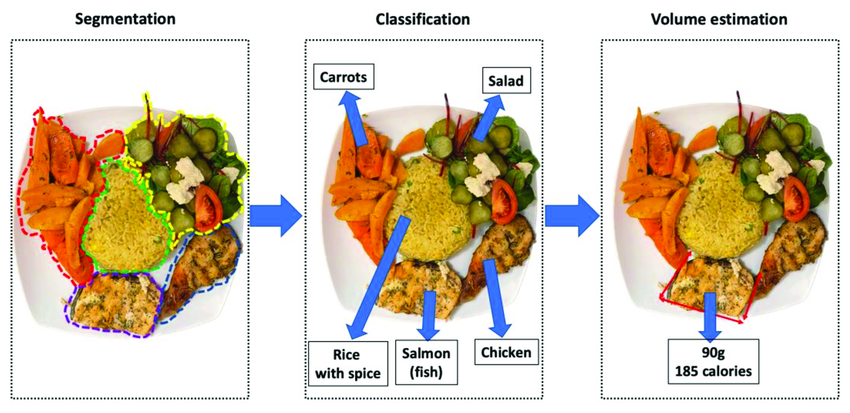 Segmentation
Classification
Volume estimation
Carrots
Salad
Rice
with spice
Salmon
(fish)
Chicken
90g
185 calories